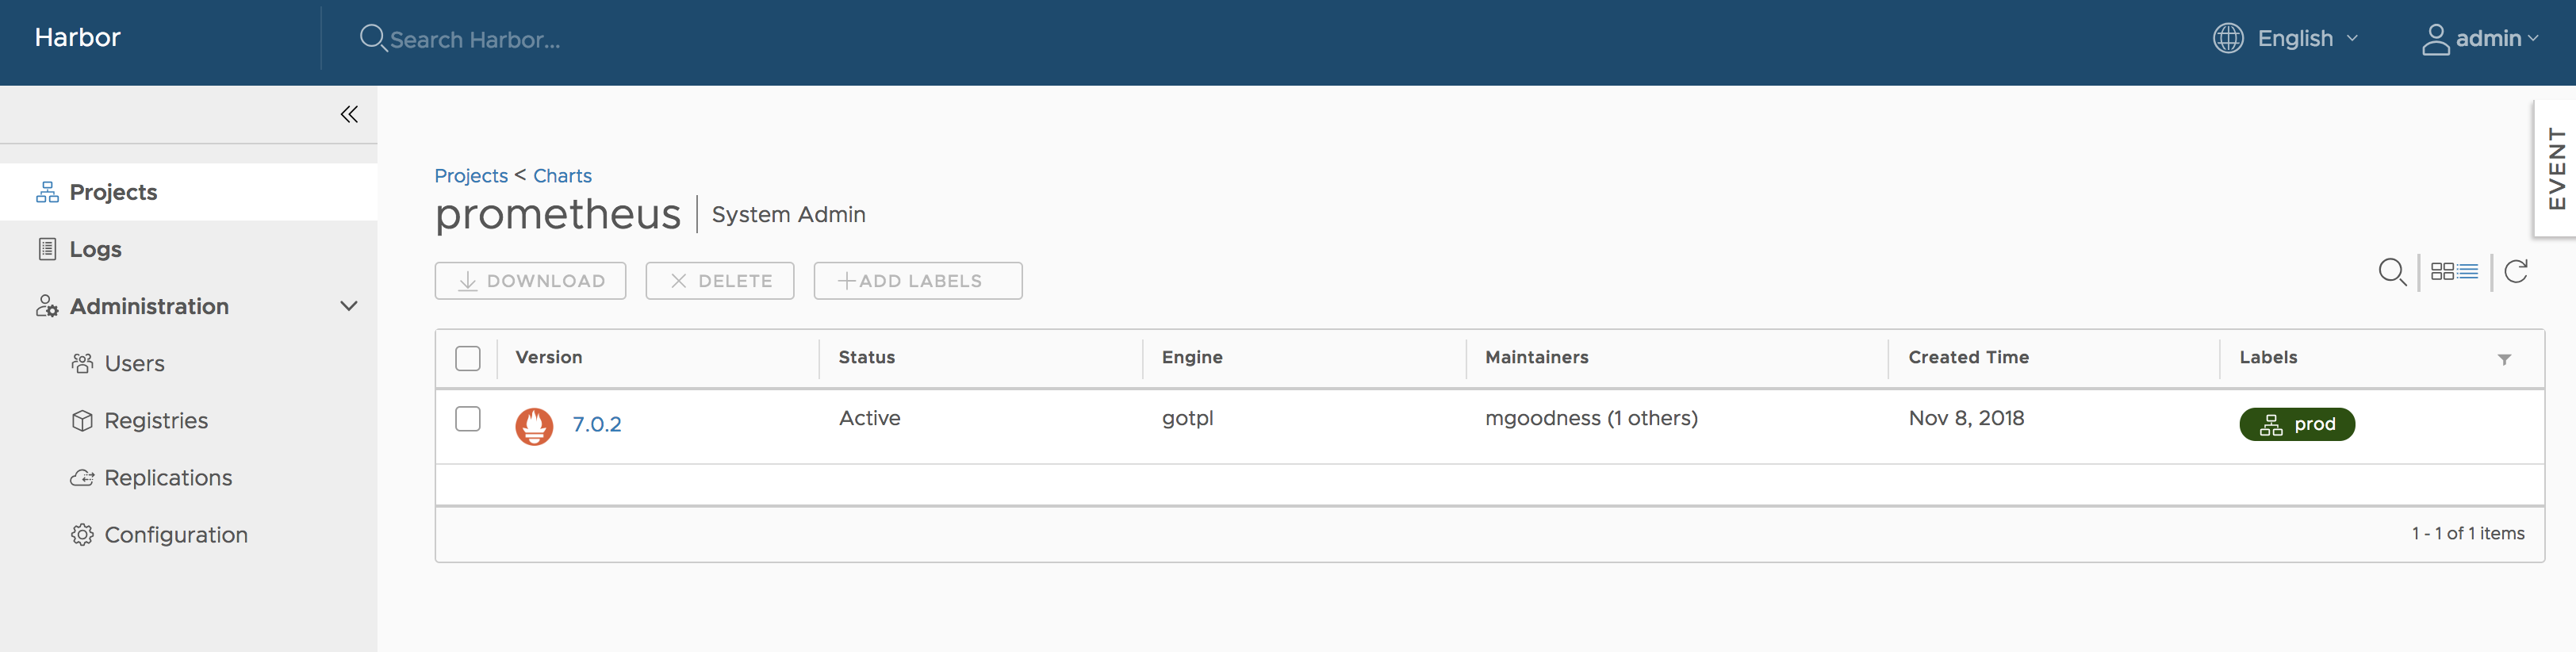 Harbor
Search Harbor...
English
admin
EVENT
Projects
Logs
Administration
Users
Registries
Replications
Configuration
Projects < Charts
prometheus | System Admin
DOWNLOAD
DELETE
+ADD LABELS
Version Status Engine Maintainers Created Time Labels
7.0.2 Active gotpl mgoodness (1 others) Nov 8, 2018 prod
1 - 1 of 1 items